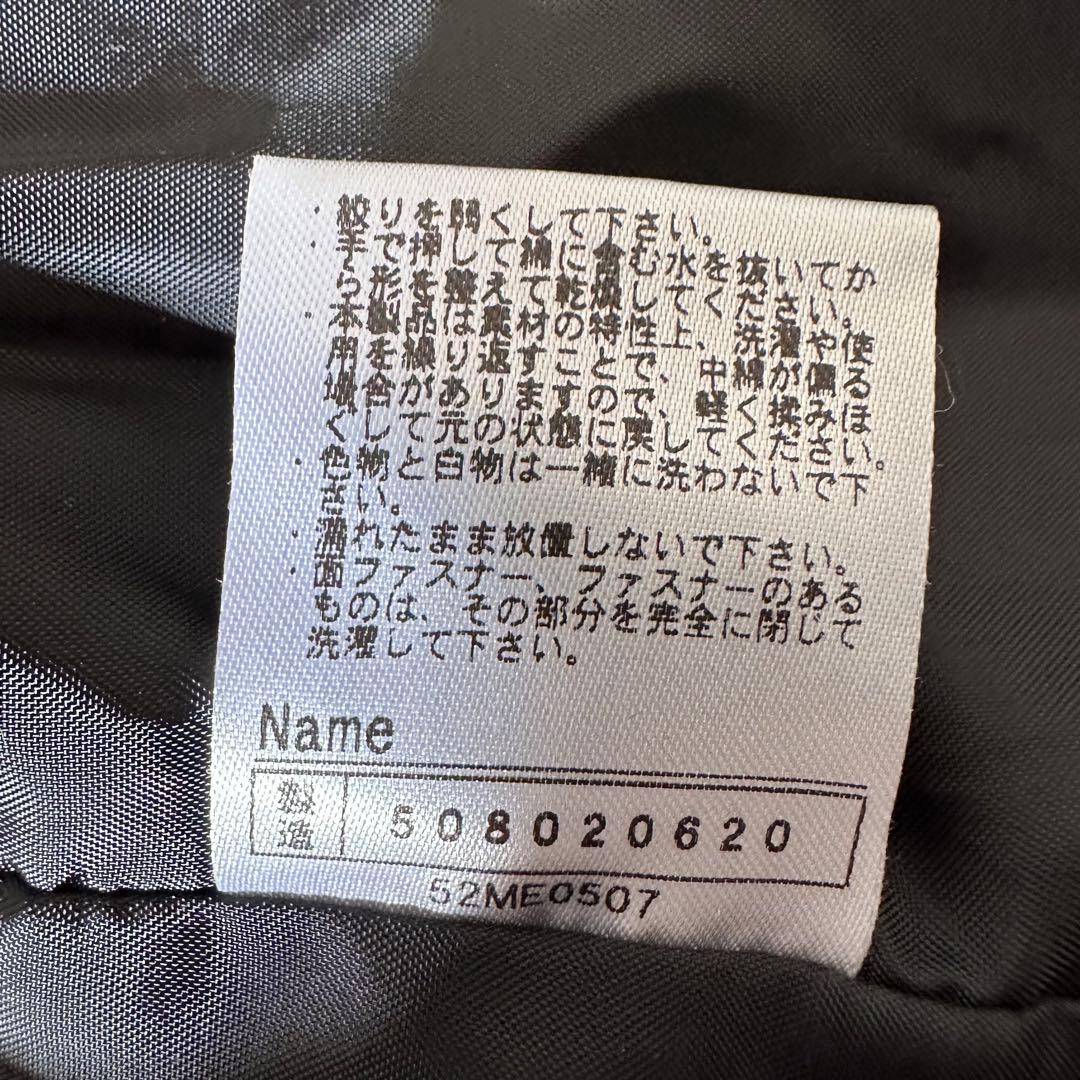 ・絞りを弱くして下さい。
・手で押して綿に含む水を抜いてか
ら形を整えて乾燥してください。
・本製品は裏材の特性上、洗濯や使
用を繰り返すことで、中綿が偏る
場合がありますので、軽く揉みほ
ぐして元の状態に戻してください。
・色物と白物は一緒に洗わないで下
さい。
・濡れたまま放置しないで下さい。
・面ファスナー、ファスナーのある
ものは、その部分を完全に閉じて
洗濯して下さい。
Name
製造 508020620
52ME0507